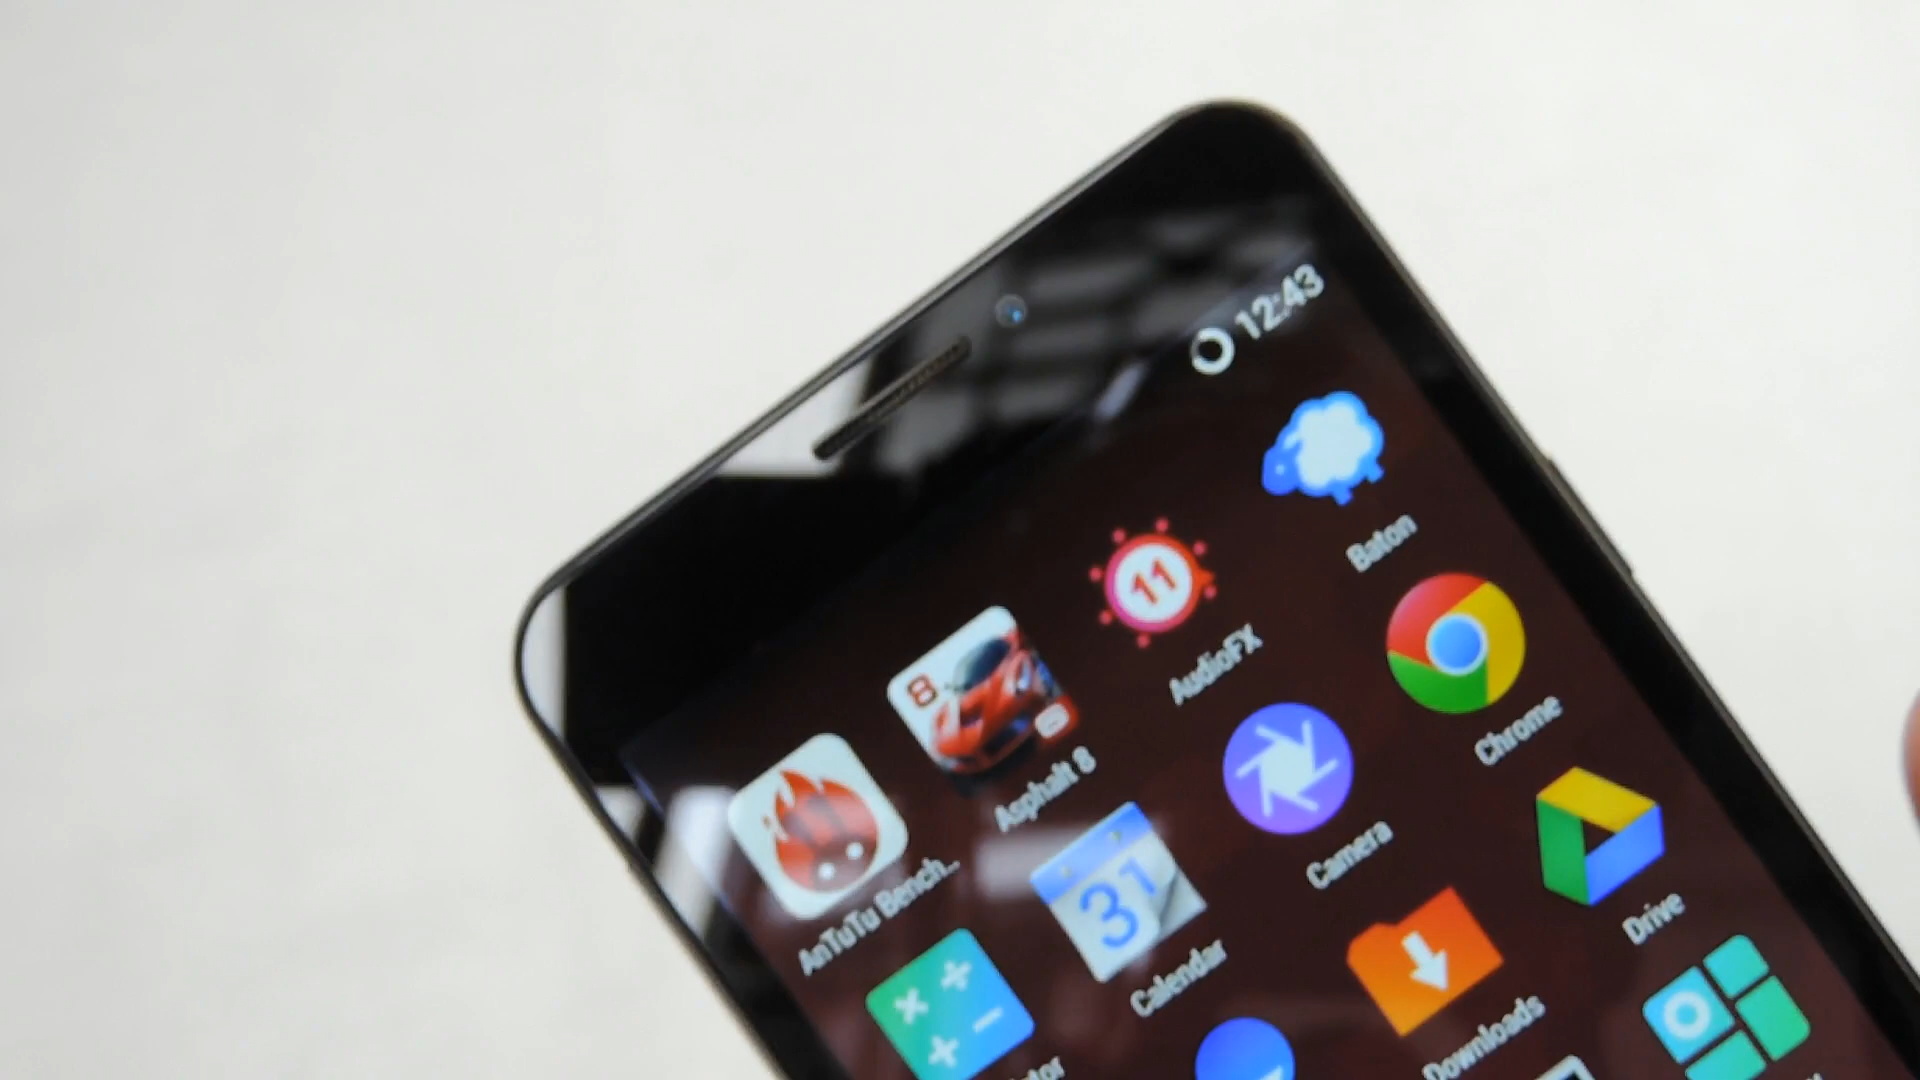 12:43
AnTuTu Bench...
8
Asphalt 8
11
AudioFX
Baton
31
Calendar
Camera
Chrome
Downloads
Drive